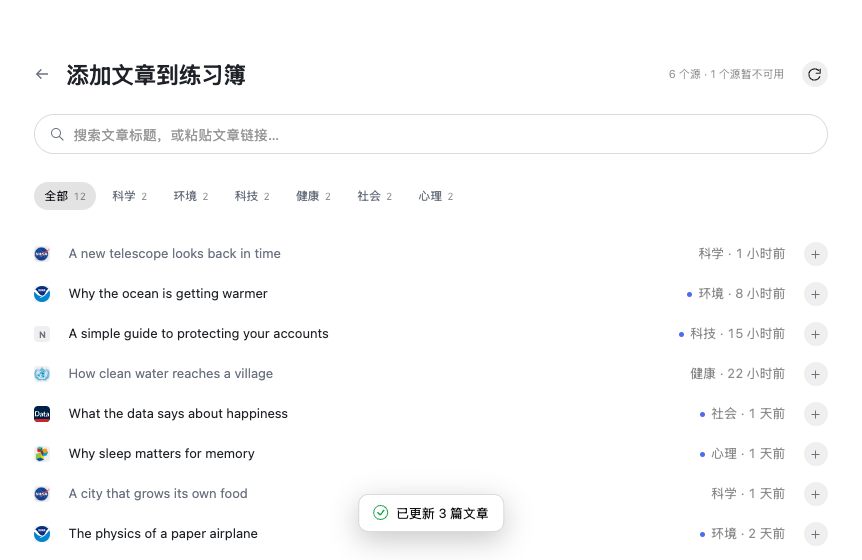 添加文章到练习簿
6 个源 · 1 个源暂不可用
搜索文章标题，或粘贴文章链接...
全部 12 科学 2 环境 2 科技 2 健康 2 社会 2 心理 2
A new telescope looks back in time 科学 · 1 小时前
Why the ocean is getting warmer 环境 · 8 小时前
N A simple guide to protecting your accounts 科技 · 15 小时前
How clean water reaches a village 健康 · 22 小时前
Data What the data says about happiness 社会 · 1 天前
Why sleep matters for memory 心理 · 1 天前
A city that grows its own food 科学 · 1 天前
The physics of a paper airplane 环境 · 2 天前
已更新 3 篇文章